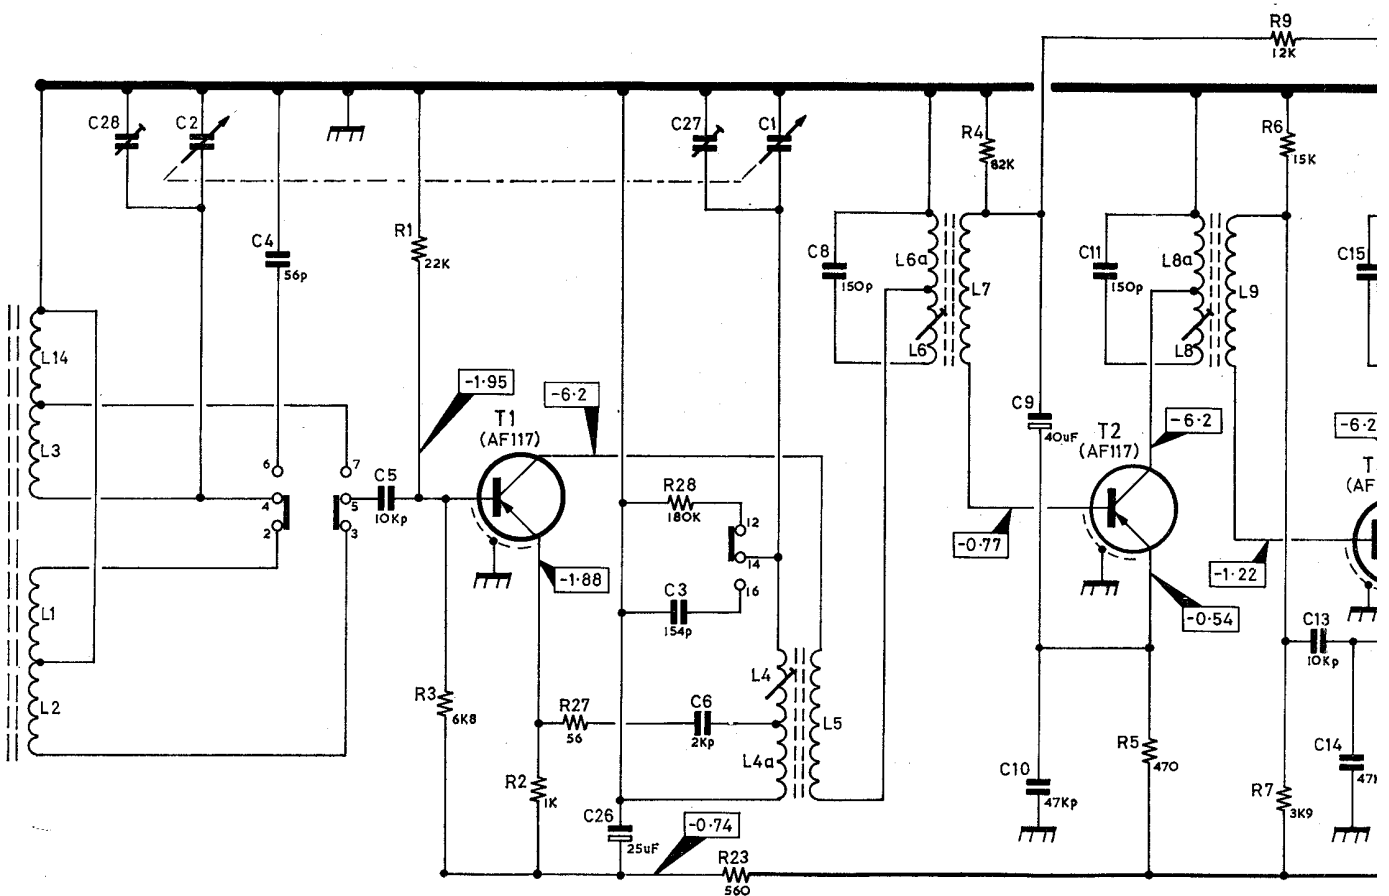 R9
12K
C28
C2
C27
C1
R4
82K
R6
15K
R1
22K
C4
56p
C8
150p
L6a
L7
L6
C11
150p
L8a
L9
L8
C15
L14
L3
-1·95
-6·2
T1
(AF117)
C9
40uF
T2
(AF117)
-6·2
-6·2
6
7
4
5
2
3
C5
10Kp
R28
180K
12
14
16
-0·77
-1·88
C3
154p
-1·22
-0·54
L1
L2
C13
10Kp
R3
6K8
R27
56
C6
2Kp
L4
L5
L4a
R2
1K
R5
470
C14
C10
47Kp
R7
3K9
C26
25uF
-0·74
R23
560